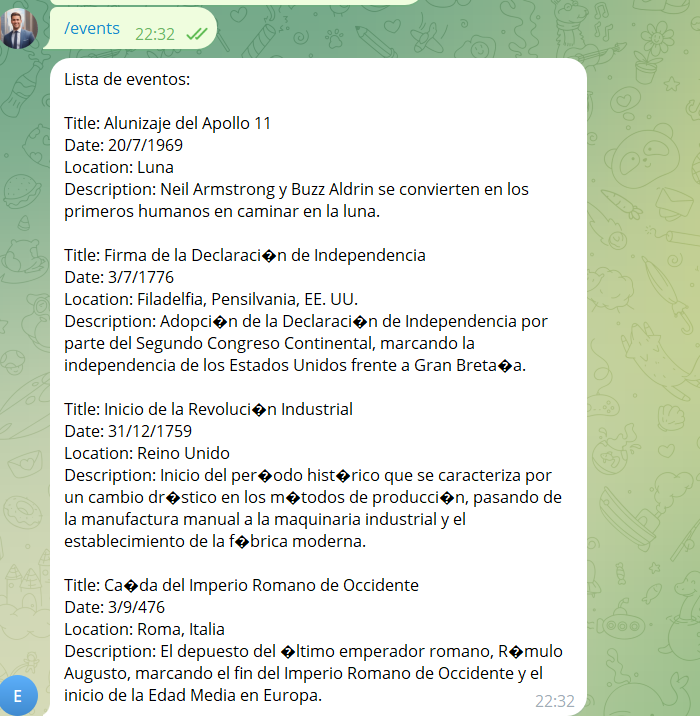 /events 22:32
Lista de eventos:
Title: Alunizaje del Apollo 11
Date: 20/7/1969
Location: Luna
Description: Neil Armstrong y Buzz Aldrin se convierten en los
primeros humanos en caminar en la luna.
Title: Firma de la Declaraci�n de Independencia
Date: 3/7/1776
Location: Filadelfia, Pensilvania, EE. UU.
Description: Adopci�n de la Declaraci�n de Independencia por
parte del Segundo Congreso Continental, marcando la
independencia de los Estados Unidos frente a Gran Breta�a.
Title: Inicio de la Revoluci�n Industrial
Date: 31/12/1759
Location: Reino Unido
Description: Inicio del per�odo hist�rico que se caracteriza por
un cambio dr�stico en los m�todos de producci�n, pasando de
la manufactura manual a la maquinaria industrial y el
establecimiento de la f�brica moderna.
Title: Ca�da del Imperio Romano de Occidente
Date: 3/9/476
Location: Roma, Italia
Description: El depuesto del �ltimo emperador romano, R�mulo
Augusto, marcando el fin del Imperio Romano de Occidente y el
inicio de la Edad Media en Europa.
22:32
E